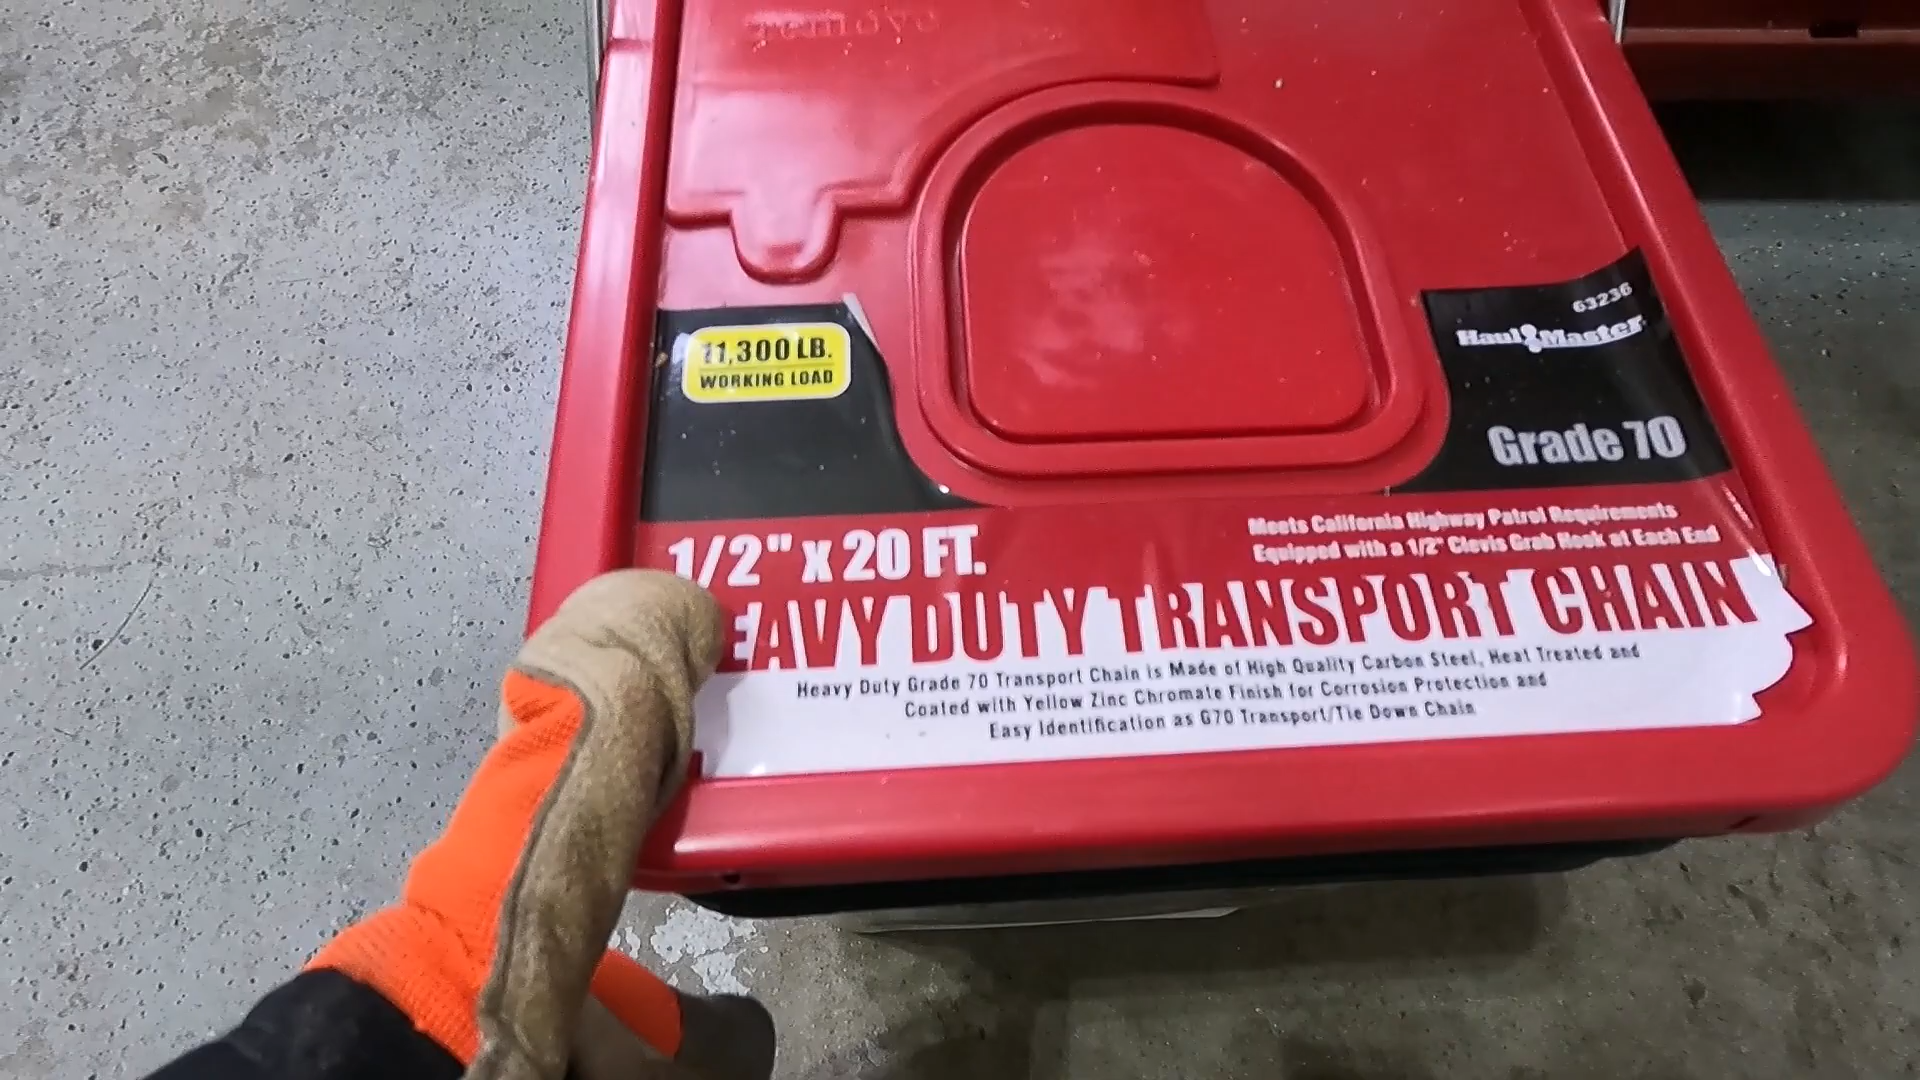 remove
11,300 LB.
WORKING LOAD
63236
Haul Master
Grade 70
1/2" x 20 FT.
Meets California Highway Patrol Requirements
Equipped with a 1/2" Clevis Grab Hook at Each End
EAVY DUTY TRANSPORT CHAIN
Heavy Duty Grade 70 Transport Chain is Made of High Quality Carbon Steel, Heat Treated and
Coated with Yellow Zinc Chromate Finish for Corrosion Protection and
Easy Identification as G70 Transport/Tie Down Chain